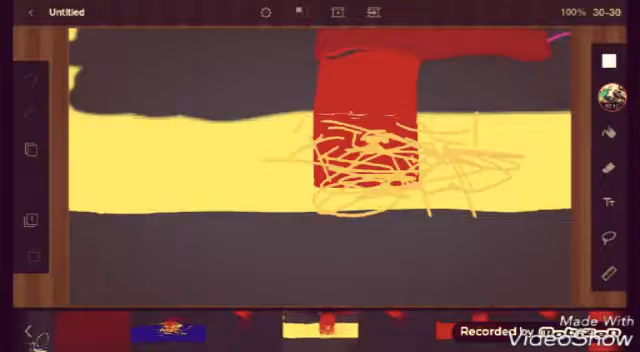 Untitled
100% 30-30
Tт
Made With
Recorded by
VideoShow